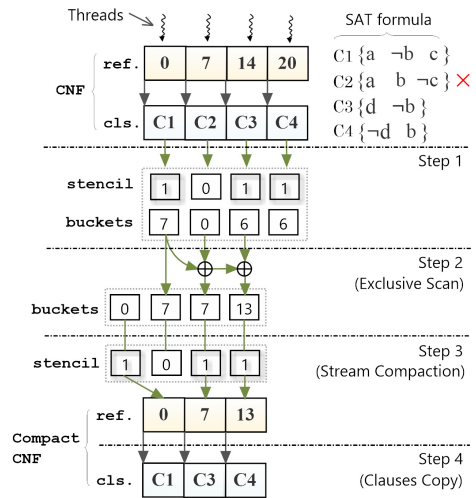 Threads
SAT formula
ref. 0 7 14 20
C1 {a ¬b c }
CNF
C2 {a b ¬c}
cls. C1 C2 C3 C4
C3 {d ¬b}
C4 {¬d b}
Step 1
stencil 1 0 1 1
buckets 7 0 6 6
Step 2
(Exclusive Scan)
buckets 0 7 7 13
Step 3
(Stream Compaction)
stencil 1 0 1 1
ref. 0 7 13
Compact
CNF
Step 4
(Clauses Copy)
cls. C1 C3 C4